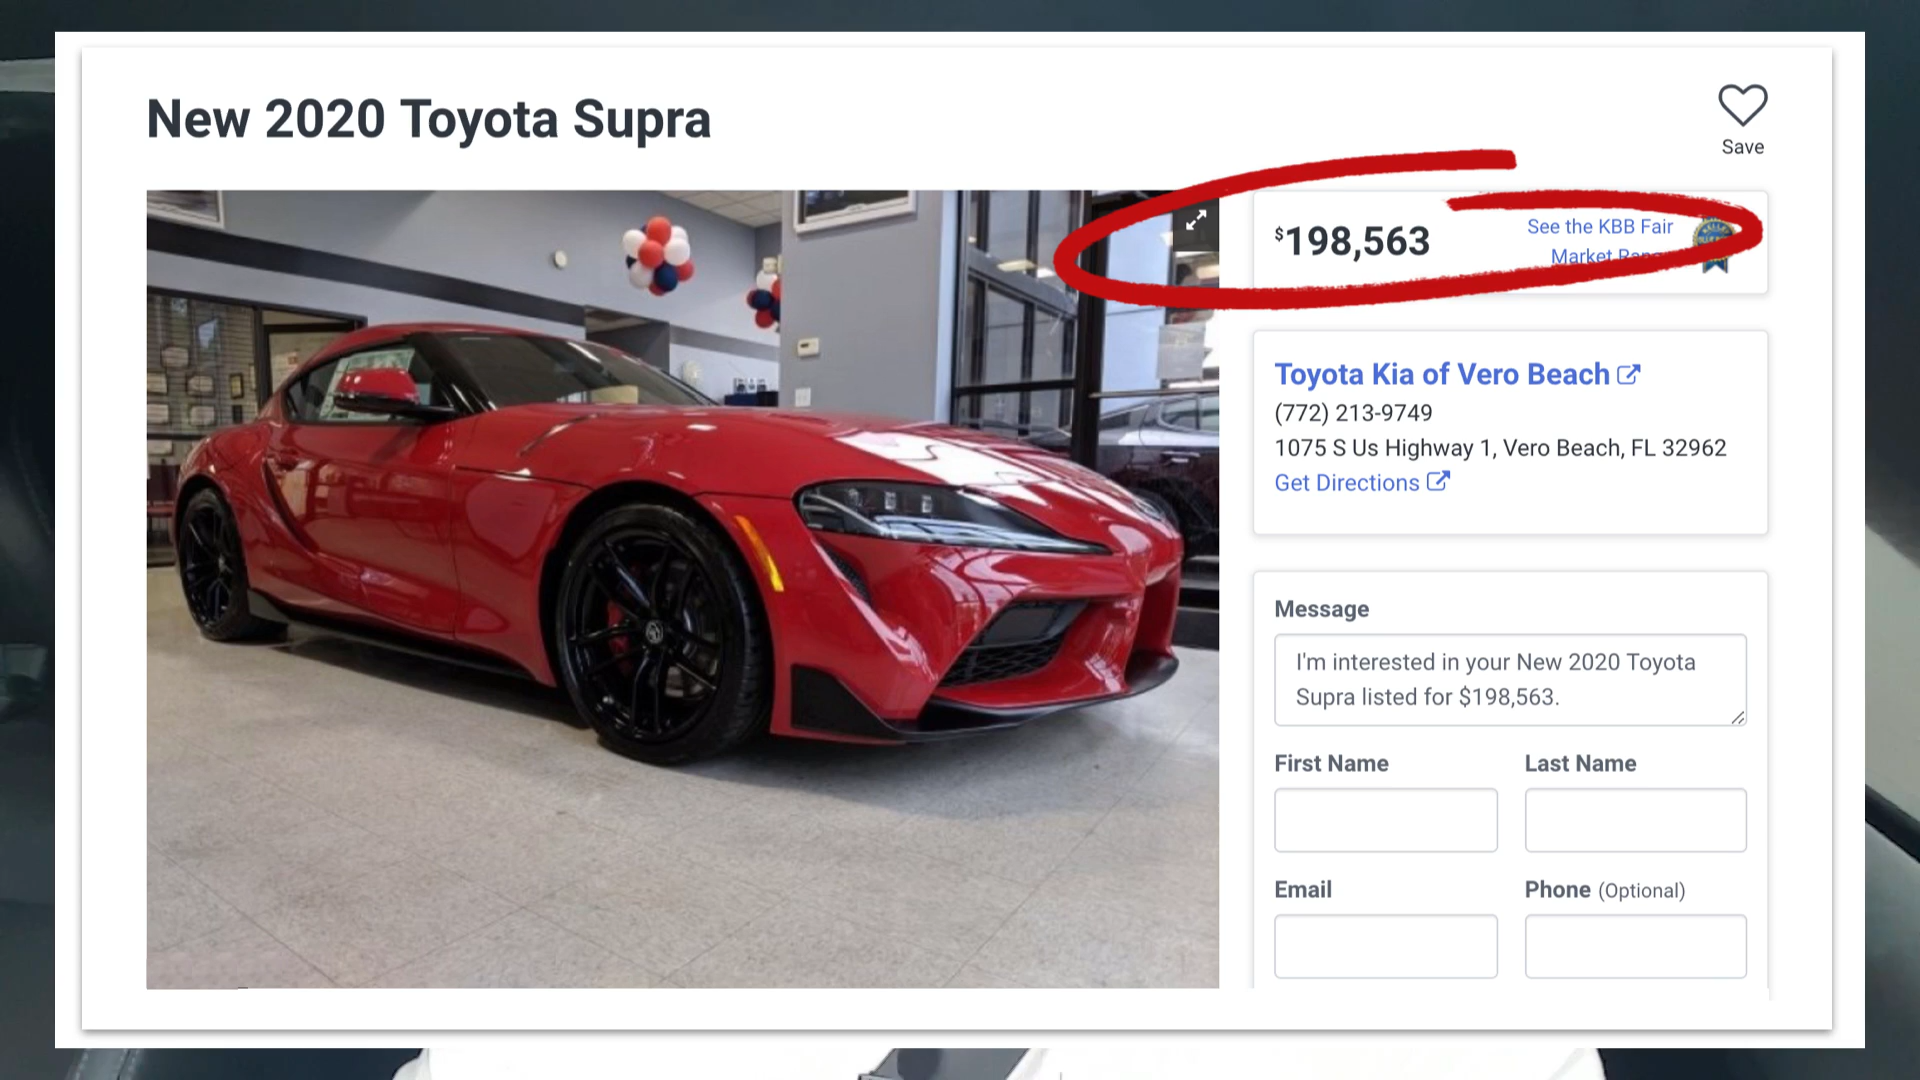 New 2020 Toyota Supra
Save
$198,563
See the KBB Fair
Market Range
Toyota Kia of Vero Beach
(772) 213-9749
1075 S Us Highway 1, Vero Beach, FL 32962
Get Directions
Message
I'm interested in your New 2020 Toyota
Supra listed for $198,563.
First Name
Last Name
Email
Phone (Optional)